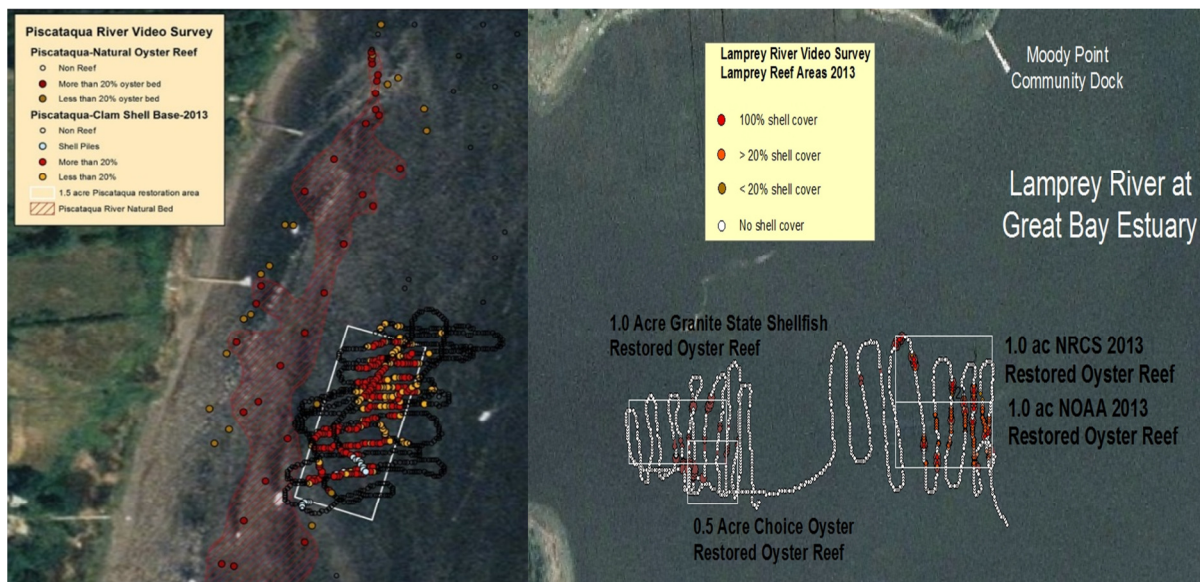 Piscataqua River Video Survey
Piscataqua-Natural Oyster Reef
Non Reef
More than 20% oyster bed
Less than 20% oyster bed
Piscataqua-Clam Shell Base-2013
Non Reef
Shell Piles
More than 20%
Less than 20%
1.5 acre Piscataqua restoration area
Piscataqua River Natural Bed
Lamprey River Video Survey
Lamprey Reef Areas 2013
100% shell cover
> 20% shell cover
< 20% shell cover
No shell cover
Moody Point
Community Dock
Lamprey River at
Great Bay Estuary
1.0 Acre Granite State Shellfish
Restored Oyster Reef
1.0 ac NRCS 2013
Restored Oyster Reef
1.0 ac NOAA 2013
Restored Oyster Reef
0.5 Acre Choice Oyster
Restored Oyster Reef